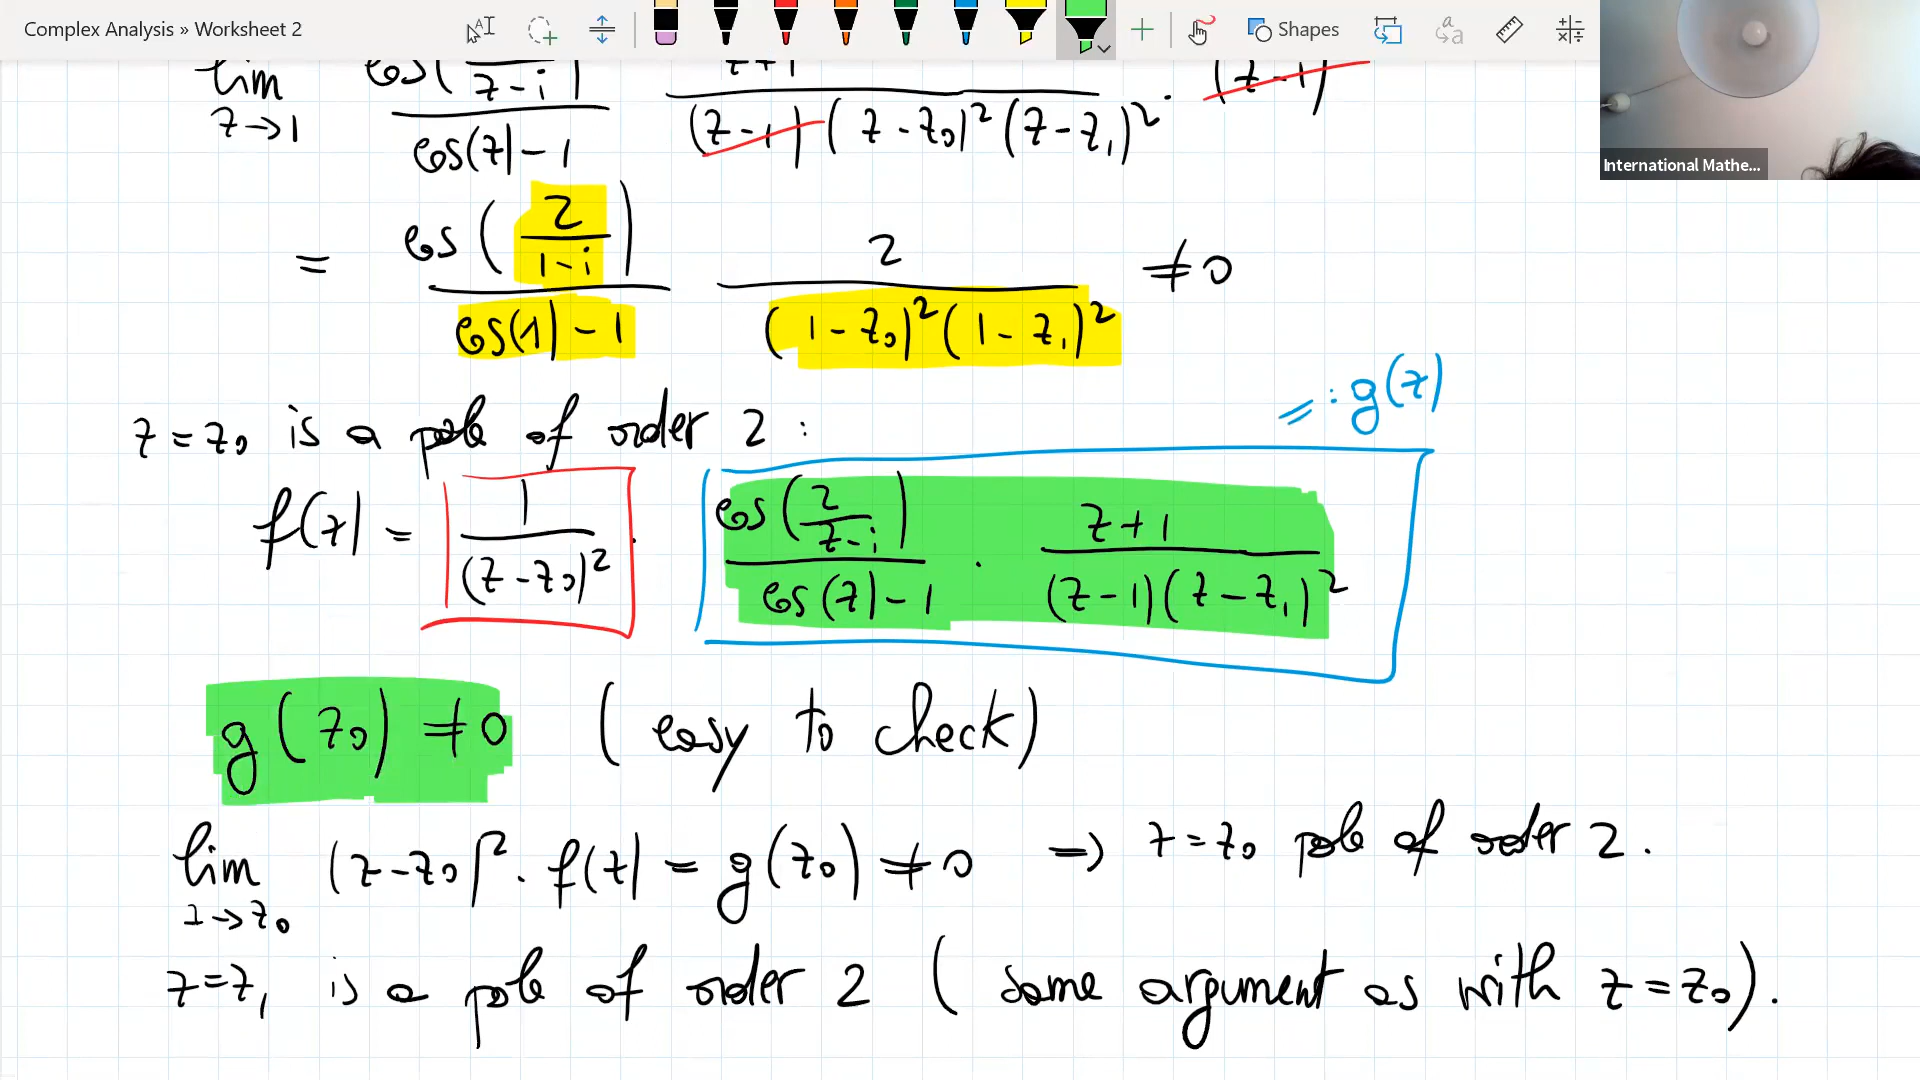 Complex Analysis » Worksheet 2
Shapes
International Mathe...
lim z→1 cos(/z-i) / cos(z)-1 z+1 / (z-1)(z-z₀)²(z-z₁)² · (z-1)
= cos(2/1-i) / cos(1)-1 2 / (1-z₀)²(1-z₁)² ≠0
=: g(z)
z=z₀ is a pole of order 2 :
f(z) = 1/(z-z₀)² · cos(2/z-i) / cos(z)-1 · z+1 / (z-1)(z-z₁)²
g(z₀) ≠0 (easy to check)
lim z→z₀ (z-z₀)² · f(z) = g(z₀) ≠0 ⇒ z=z₀ pole of order 2.
z=z₁ is a pole of order 2 (same argument as with z=z₀).